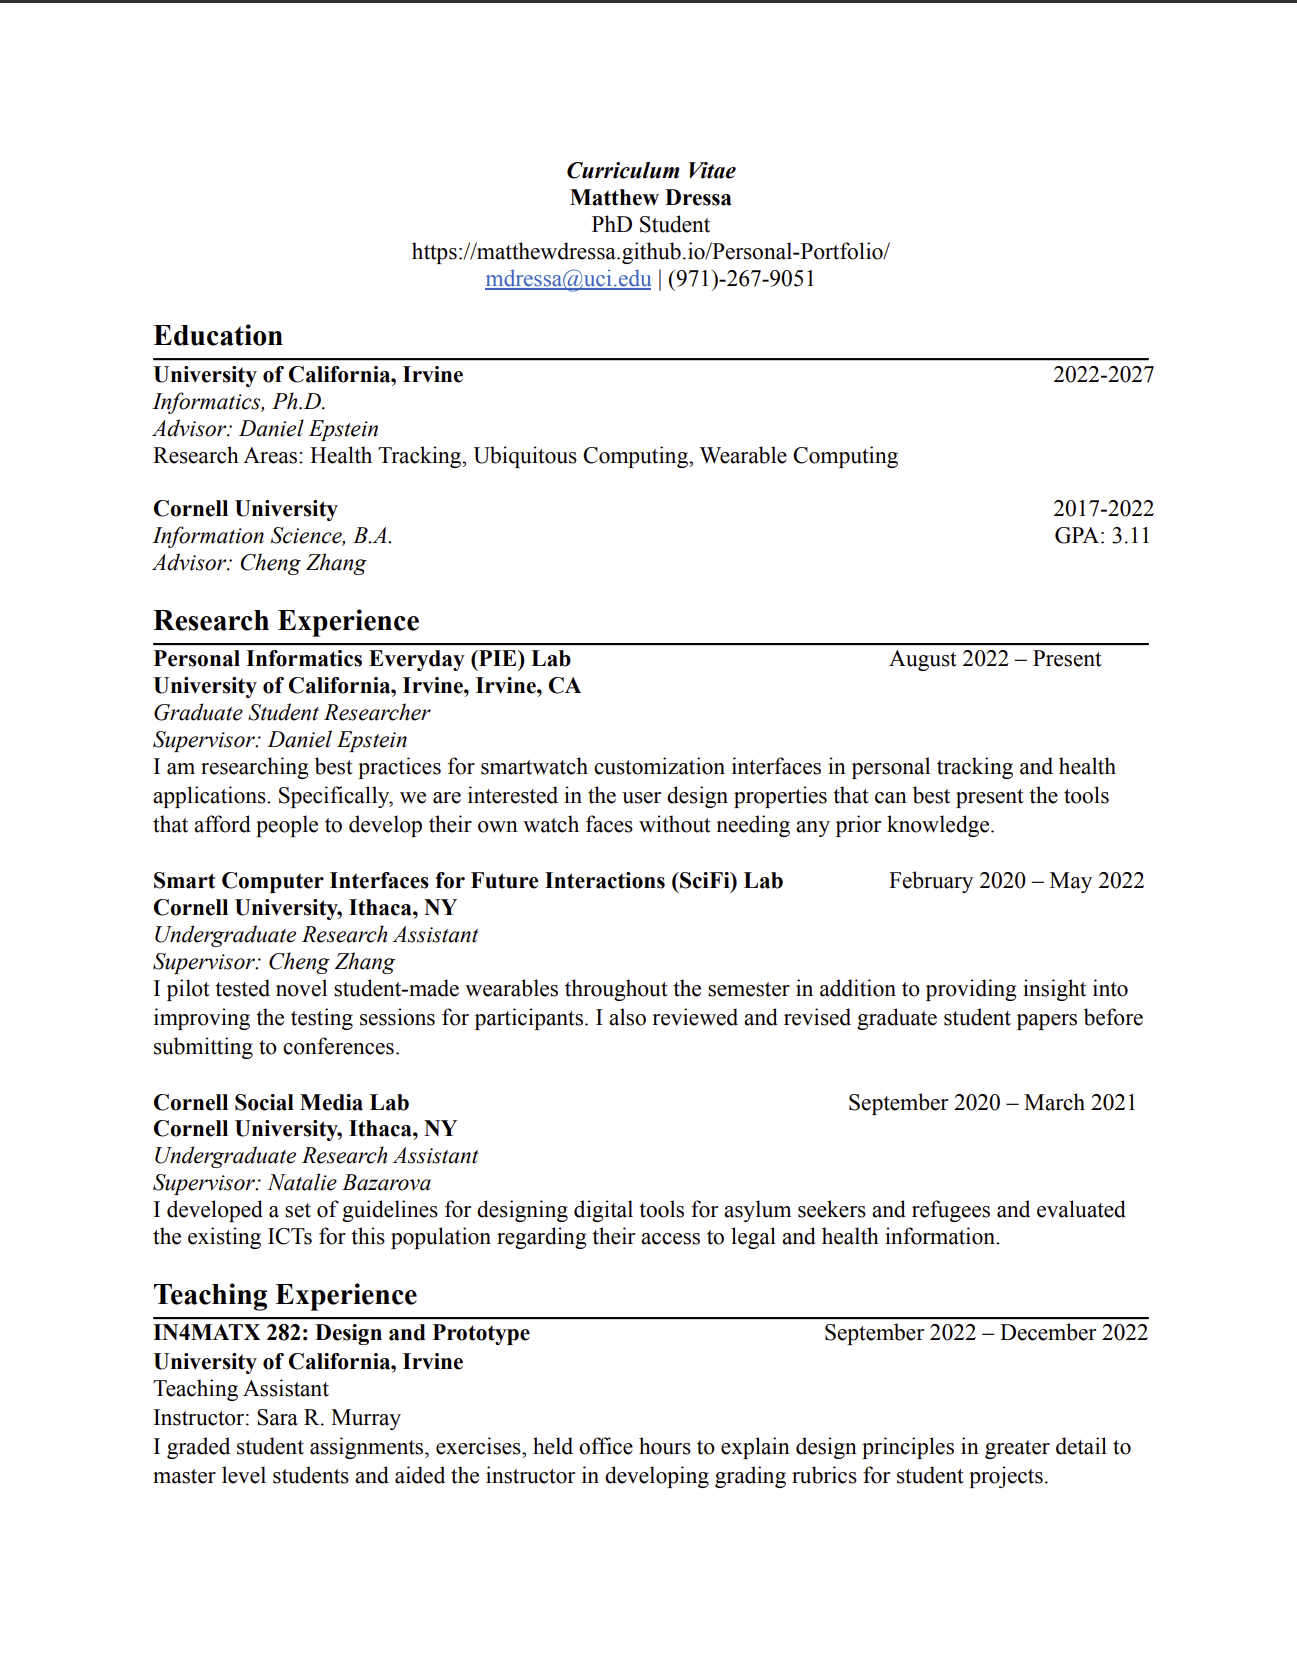 Curriculum Vitae
Matthew Dressa
PhD Student
https://matthewdressa.github.io/Personal-Portfolio/
mdressa@uci.edu | (971)-267-9051
Education
University of California, Irvine 2022-2027
Informatics, Ph.D.
Advisor: Daniel Epstein
Research Areas: Health Tracking, Ubiquitous Computing, Wearable Computing
Cornell University 2017-2022
Information Science, B.A. GPA: 3.11
Advisor: Cheng Zhang
Research Experience
Personal Informatics Everyday (PIE) Lab August 2022 – Present
University of California, Irvine, Irvine, CA
Graduate Student Researcher
Supervisor: Daniel Epstein
I am researching best practices for smartwatch customization interfaces in personal tracking and health
applications. Specifically, we are interested in the user design properties that can best present the tools
that afford people to develop their own watch faces without needing any prior knowledge.
Smart Computer Interfaces for Future Interactions (SciFi) Lab February 2020 – May 2022
Cornell University, Ithaca, NY
Undergraduate Research Assistant
Supervisor: Cheng Zhang
I pilot tested novel student-made wearables throughout the semester in addition to providing insight into
improving the testing sessions for participants. I also reviewed and revised graduate student papers before
submitting to conferences.
Cornell Social Media Lab September 2020 – March 2021
Cornell University, Ithaca, NY
Undergraduate Research Assistant
Supervisor: Natalie Bazarova
I developed a set of guidelines for designing digital tools for asylum seekers and refugees and evaluated
the existing ICTs for this population regarding their access to legal and health information.
Teaching Experience
IN4MATX 282: Design and Prototype September 2022 – December 2022
University of California, Irvine
Teaching Assistant
Instructor: Sara R. Murray
I graded student assignments, exercises, held office hours to explain design principles in greater detail to
master level students and aided the instructor in developing grading rubrics for student projects.